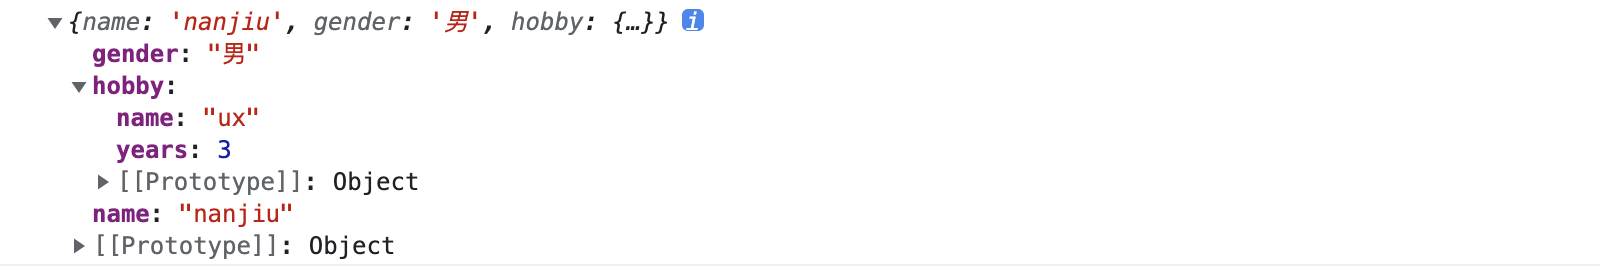 ▼{name: 'nanjiu', gender: '男', hobby: {…}} i
gender: "男"
▼hobby:
name: "ux"
years: 3
▶[[Prototype]]: Object
name: "nanjiu"
▶[[Prototype]]: Object